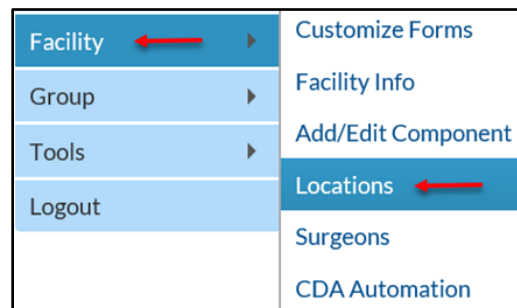 Facility
Group
Tools
Logout
Customize Forms
Facility Info
Add/Edit Component
Locations
Surgeons
CDA Automation